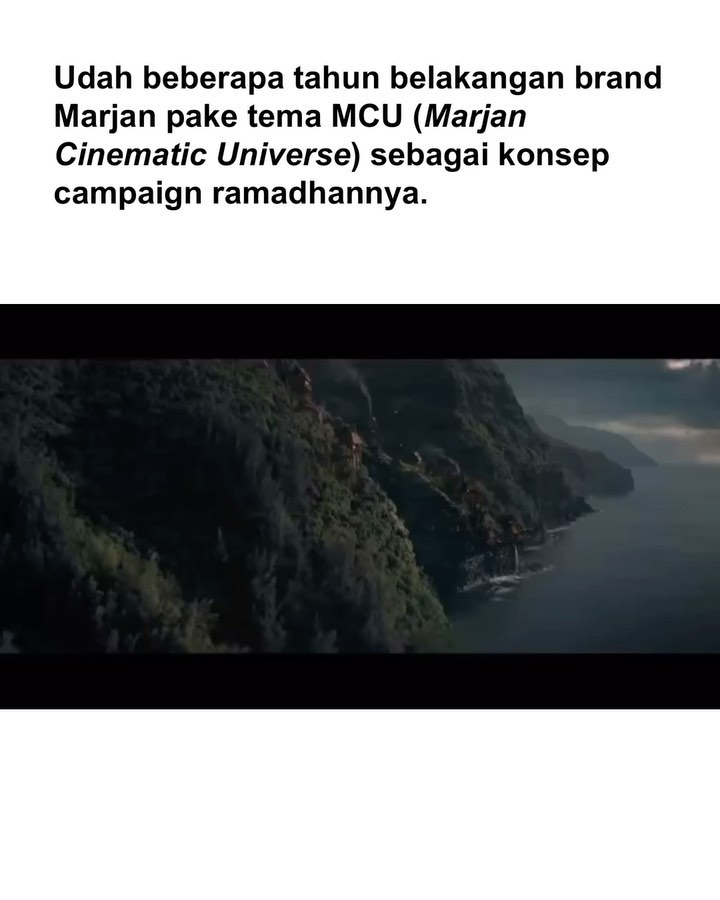 Udah beberapa tahun belakangan brand
Marjan pake tema MCU (Marjan
Cinematic Universe) sebagai konsep
campaign ramadhannya.